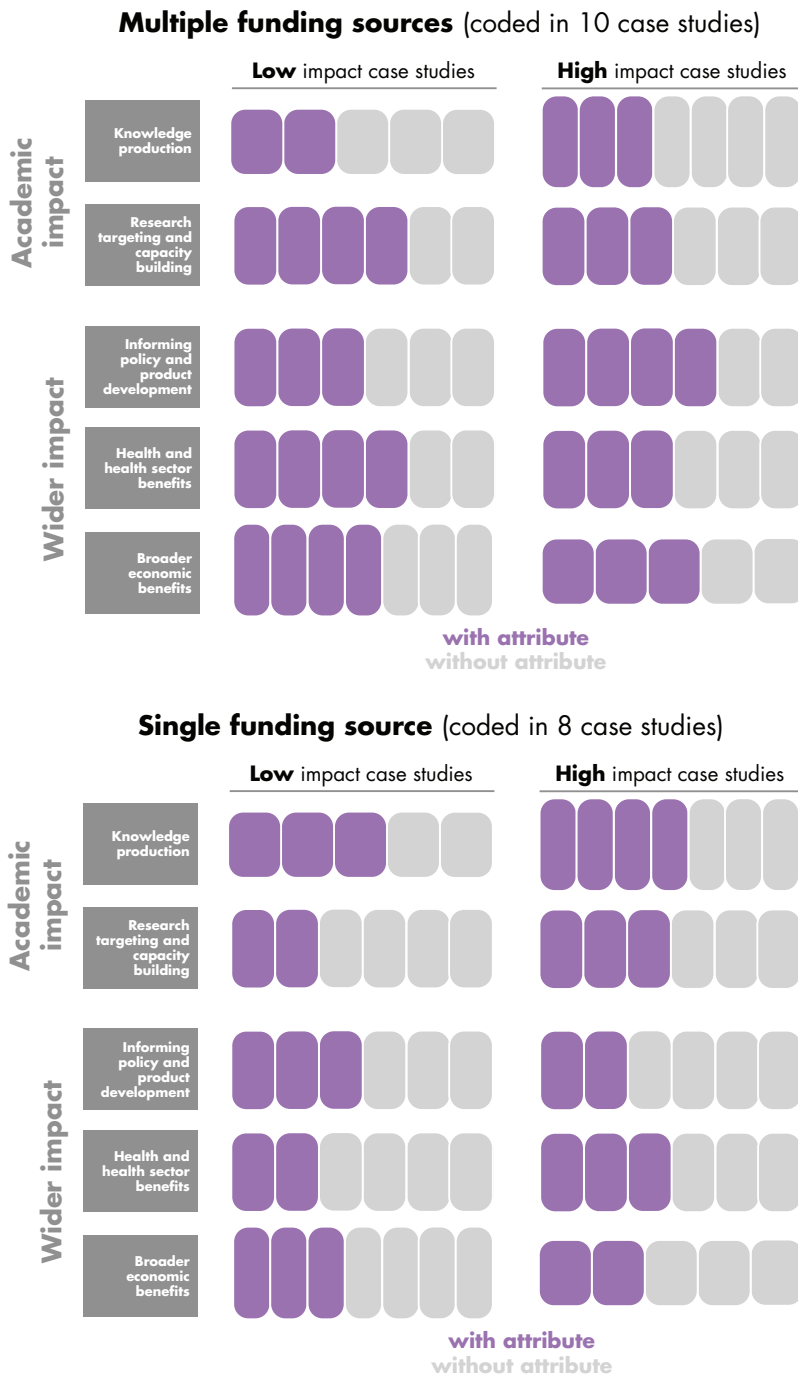 Multiple funding sources (coded in 10 case studies)
Low impact case studies
High impact case studies
Academic
impact
Knowledge
production
Research
targeting and
capacity
building
Wider impact
Informing
policy and
product
development
Health and
health sector
benefits
Broader
economic
benefits
with attribute
without attribute
Single funding source (coded in 8 case studies)
Low impact case studies
High impact case studies
Academic
impact
Knowledge
production
Research
targeting and
capacity
building
Wider impact
Informing
policy and
product
development
Health and
health sector
benefits
Broader
economic
benefits
with attribute
without attribute